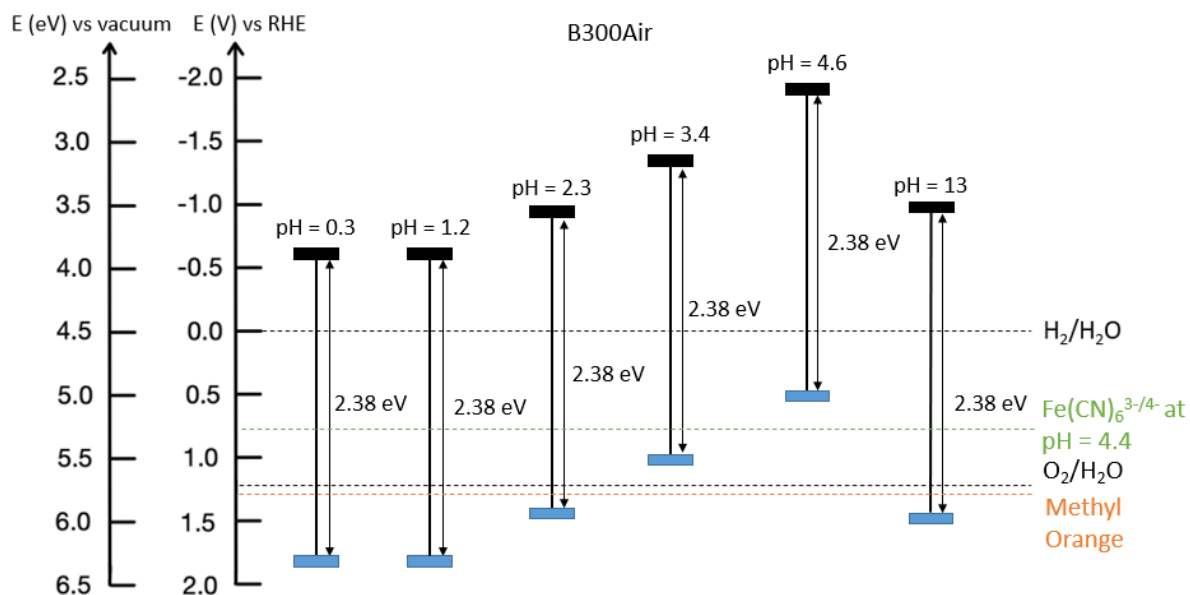 E (eV) vs vacuum
E (V) vs RHE
B300Air
2.5
3.0
3.5
4.0
4.5
5.0
5.5
6.0
6.5
-2.0
-1.5
-1.0
-0.5
0.0
0.5
1.0
1.5
2.0
pH = 0.3
pH = 1.2
pH = 2.3
pH = 3.4
pH = 4.6
pH = 13
2.38 eV
2.38 eV
2.38 eV
2.38 eV
2.38 eV
2.38 eV
H₂/H₂O
Fe(CN)₆³⁻/⁴⁻ at
pH = 4.4
O₂/H₂O
Methyl
Orange